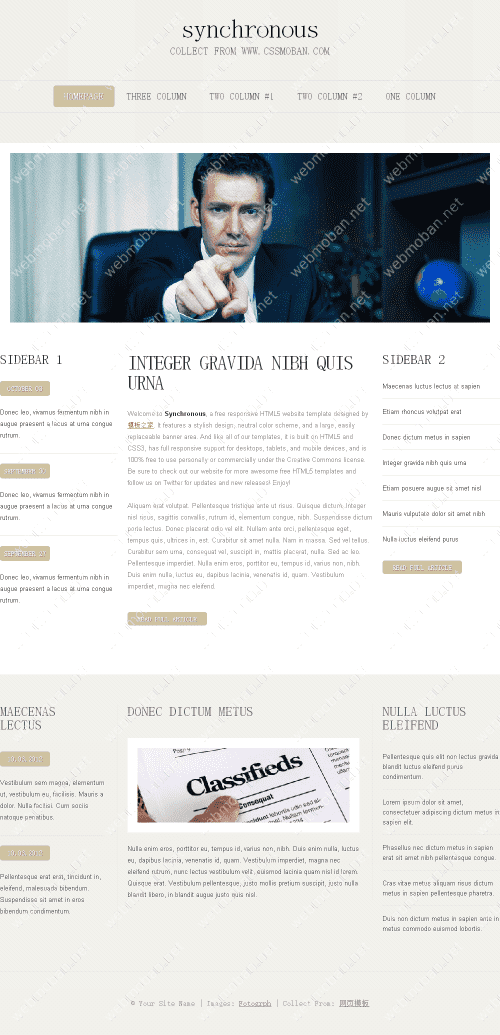 synchronous
COLLECT FROM WWW.CSSMOBAN.COM
HOMEPAGE THREE COLUMN TWO COLUMN #1 TWO COLUMN #2 ONE COLUMN
webmoban.net
SIDEBAR 1
Donec leo, vivamus fermentum nibh in
augue praesent a lacus at urna congue
rutrum.
Donec leo, vivamus fermentum nibh in
augue praesent a lacus at urna congue
rutrum.
Donec leo, vivamus fermentum nibh in
augue praesent a lacus at urna congue
rutrum.
INTEGER GRAVIDA NIBH QUIS
URNA
Welcome to Synchronous, a free responsive HTML5 website template designed by
模板之家. It features a stylish design, neutral color scheme, and a large, easily
replaceable banner area. And like all of our templates, it is built on HTML5 and
CSS3, has full responsive support for desktops, tablets, and mobile devices, and is
100% free to use personally or commercially under the Creative Commons license.
Be sure to check out our website for more awesome free HTML5 templates and
follow us on Twitter for updates and new releases! Enjoy!
Aliquam erat volutpat. Pellentesque tristique ante ut risus. Quisque dictum. Integer
nisl risus, sagittis convallis, rutrum id, elementum congue, nibh. Suspendisse dictum
porta lectus. Donec placerat odio vel elit. Nullam ante orci, pellentesque eget,
tempus quis, ultrices in, est. Curabitur sit amet nulla. Nam in massa. Sed vel tellus.
Curabitur sem urna, consequat vel, suscipit in, mattis placerat, nulla. Sed ac leo.
Pellentesque imperdiet. Nulla enim eros, porttitor eu, tempus id, varius non, nibh.
Duis enim nulla, luctus eu, dapibus lacinia, venenatis id, quam. Vestibulum
imperdiet, magna nec eleifend.
READ FULL ARTICLE
SIDEBAR 2
Maecenas luctus lectus at sapien
Etiam rhoncus volutpat erat
Donec dictum metus in sapien
Integer gravida nibh quis urna
Etiam posuere augue sit amet nisl
Mauris vulputate dolor sit amet nibh
Nulla luctus eleifend purus
READ FULL ARTICLE
MAECENAS
LECTUS
Vestibulum sem magna, elementum
ut, vestibulum eu, facilisis. Mauris a
dolor. Nulla facilisi. Cum sociis
natoque penatibus.
Pellentesque erat erat, tincidunt in,
eleifend, malesuada bibendum.
Suspendisse sit amet in eros
bibendum condimentum.
DONEC DICTUM METUS
Classifieds
Consequat
Nulla enim eros, porttitor eu, tempus id, varius non, nibh. Duis enim nulla, luctus
eu, dapibus lacinia, venenatis id, quam. Vestibulum imperdiet, magna nec
eleifend rutrum, nunc lectus vestibulum velit, euismod lacinia quam nisl id lorem.
Quisque erat. Vestibulum pellentesque, justo mollis pretium suscipit, justo nulla
blandit libero, in blandit augue justo quis nisl.
NULLA LUCTUS
ELEIFEND
Pellentesque quis elit non lectus gravida
blandit luctus eleifend purus
condimentum.
Lorem ipsum dolor sit amet,
consectetuer adipiscing dictum metus in
sapien elit.
Phasellus nec dictum metus in sapien
erat sit amet nibh pellentesque congue.
Cras vitae metus aliquam risus dictum
metus in sapien pellentesque pharetra.
Duis non dictum metus in sapien ante in
metus commodo euismod lobortis.
© Your Site Name | Images: Fotogrph | Collect From: 网页模板